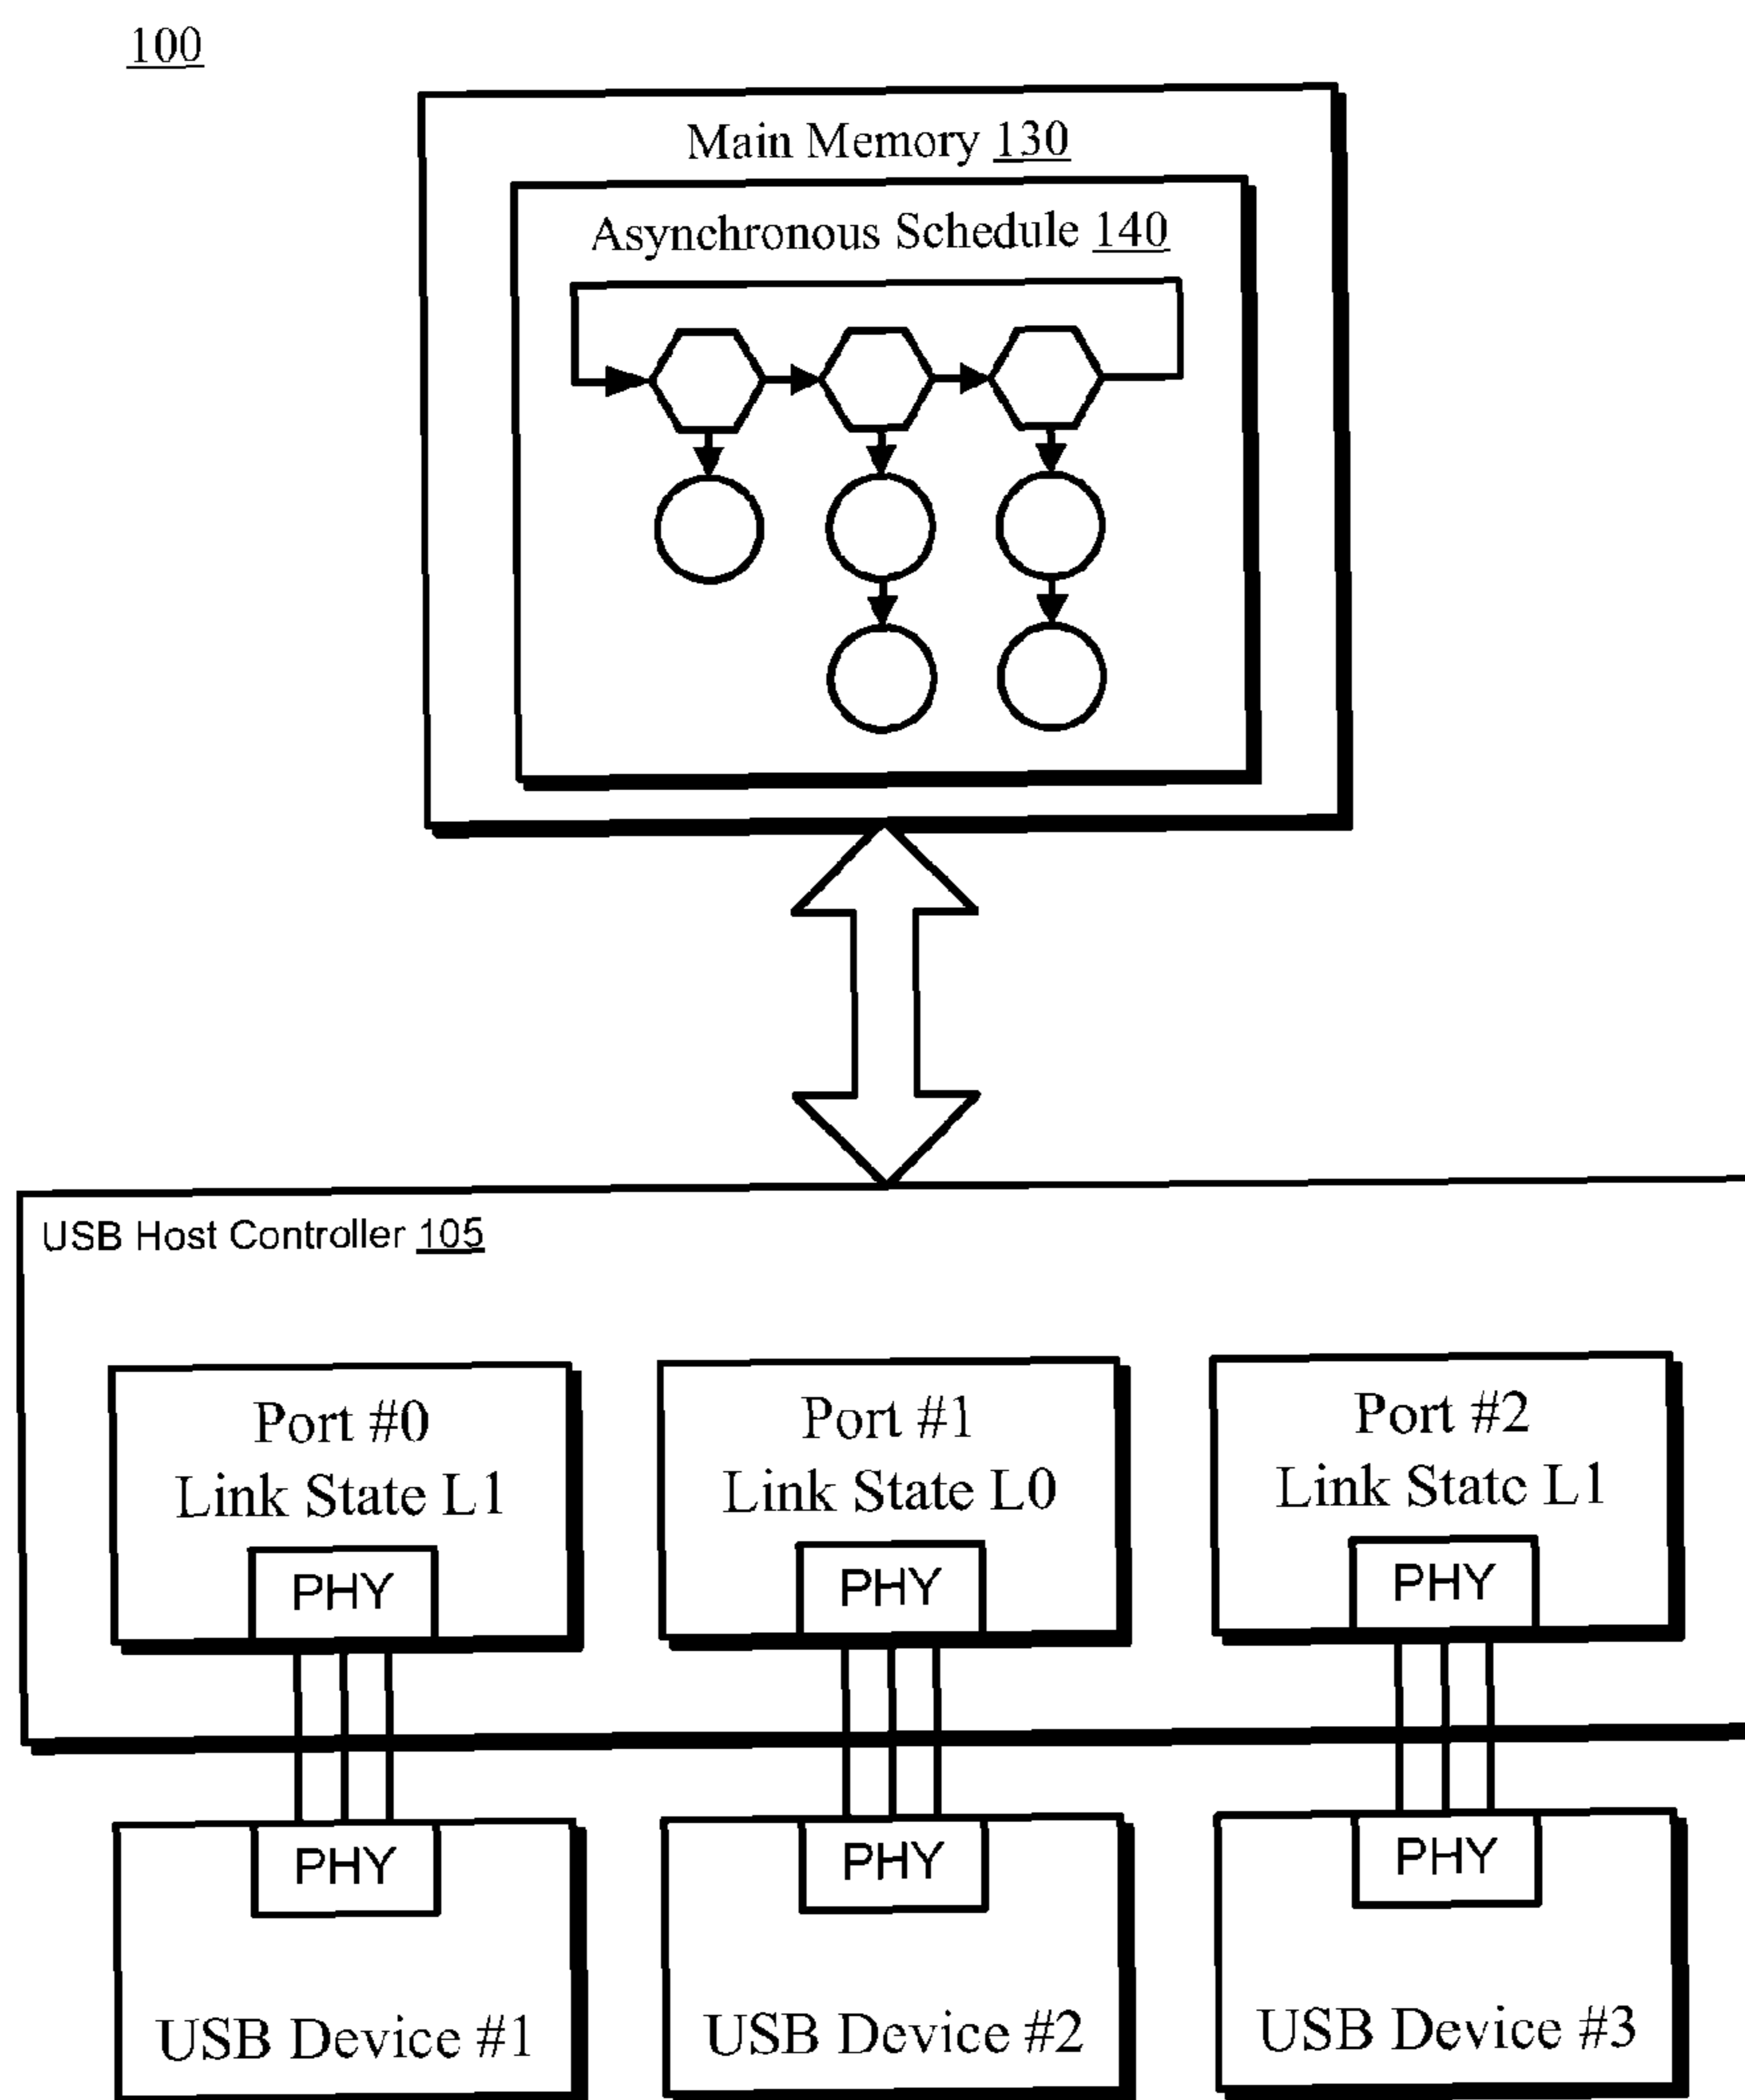 100
Main Memory 130
Asynchronous Schedule 140
USB Host Controller 105
Port #0
Link State L1
PHY
Port #1
Link State L0
PHY
Port #2
Link State L1
PHY
PHY
USB Device #1
PHY
USB Device #2
PHY
USB Device #3